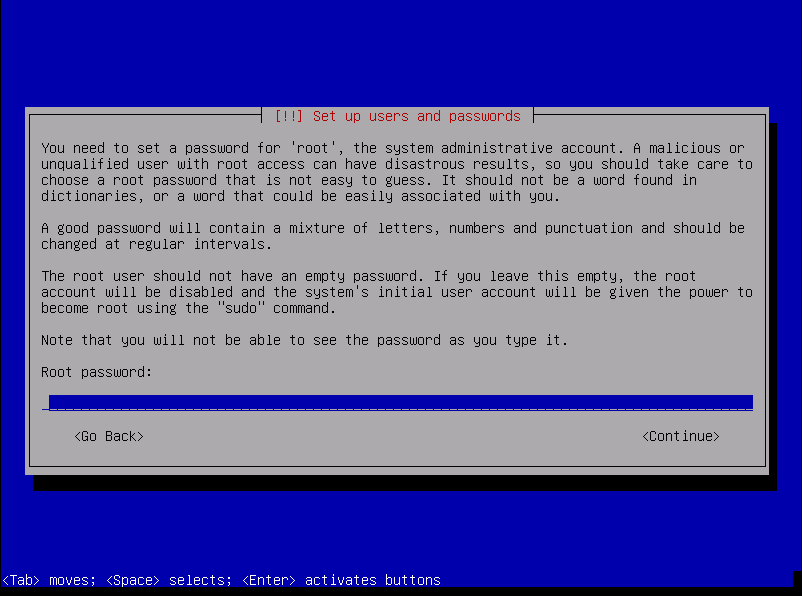 [!!] Set up users and passwords
You need to set a password for 'root', the system administrative account. A malicious or
unqualified user with root access can have disastrous results, so you should take care to
choose a root password that is not easy to guess. It should not be a word found in
dictionaries, or a word that could be easily associated with you.
A good password will contain a mixture of letters, numbers and punctuation and should be
changed at regular intervals.
The root user should not have an empty password. If you leave this empty, the root
account will be disabled and the system's initial user account will be given the power to
become root using the "sudo" command.
Note that you will not be able to see the password as you type it.
Root password:
<Go Back> <Continue>
<Tab> moves; <Space> selects; <Enter> activates buttons